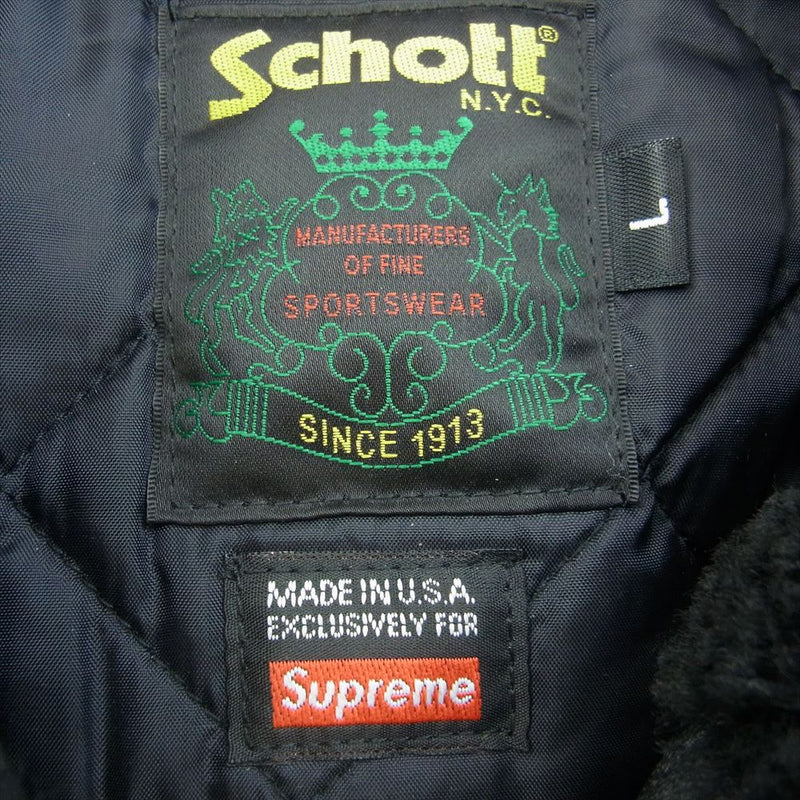 Schott®
N.Y.C.
MANUFACTURERS
OF FINE
SPORTSWEAR
SINCE 1913
L
MADE IN U.S.A.
EXCLUSIVELY FOR
Supreme